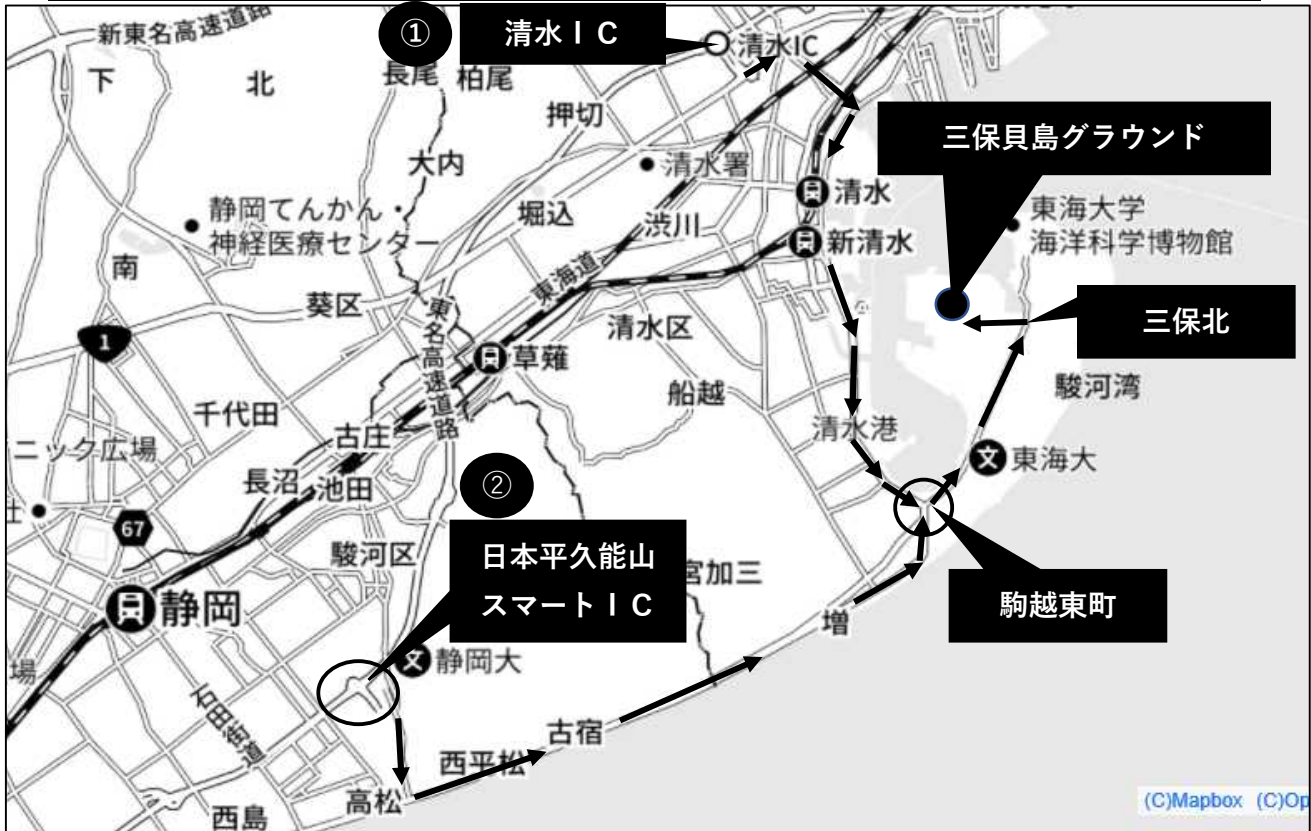 新東名高速道路
①
清水ＩＣ
清水IC
下
北
長尾
柏尾
押切
大内
三保貝島グラウンド
清水署
静岡てんかん・
神経医療センター
堀込
渋川
清水
新清水
東海大学
海洋科学博物館
南
葵区
東海道
東名高速道路
清水区
三保北
1
草薙
船越
駿河湾
千代田
古庄
清水港
ニック広場
長沼
池田
②
東海大
67
駿河区
日本平久能山
スマートＩＣ
宮加三
駒越東町
静岡
増
場
静岡大
石田街道
古宿
西平松
高松
西島
(C)Mapbox (C)Op